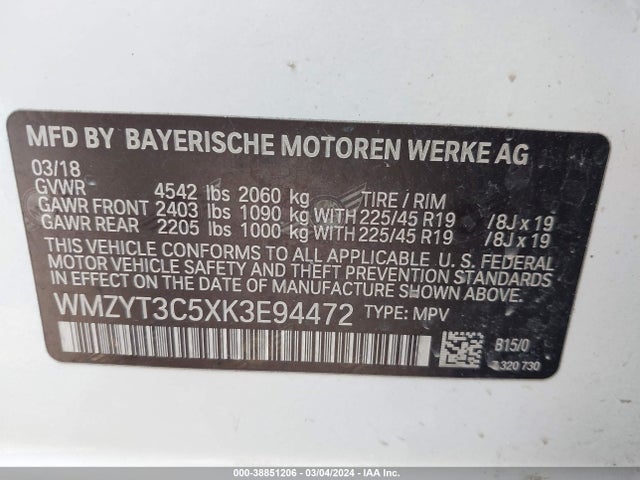 MFD BY BAYERISCHE MOTOREN WERKE AG
03/18
GVWR 4542 lbs 2060 kg TIRE / RIM
GAWR FRONT 2403 lbs 1090 kg WITH 225/45 R19 /8J x 19
GAWR REAR 2205 lbs 1000 kg WITH 225/45 R19 /8J x 19
THIS VEHICLE CONFORMS TO ALL APPLICABLE U. S. FEDERAL
MOTOR VEHICLE SAFETY AND THEFT PREVENTION STANDARDS
IN EFFECT ON THE DATE OF MANUFACTURE SHOWN ABOVE.
WMZYT3C5XK3E94472 TYPE: MPV
B15/0
7 320 730
000-38851206 - 03/04/2024 - IAA Inc.